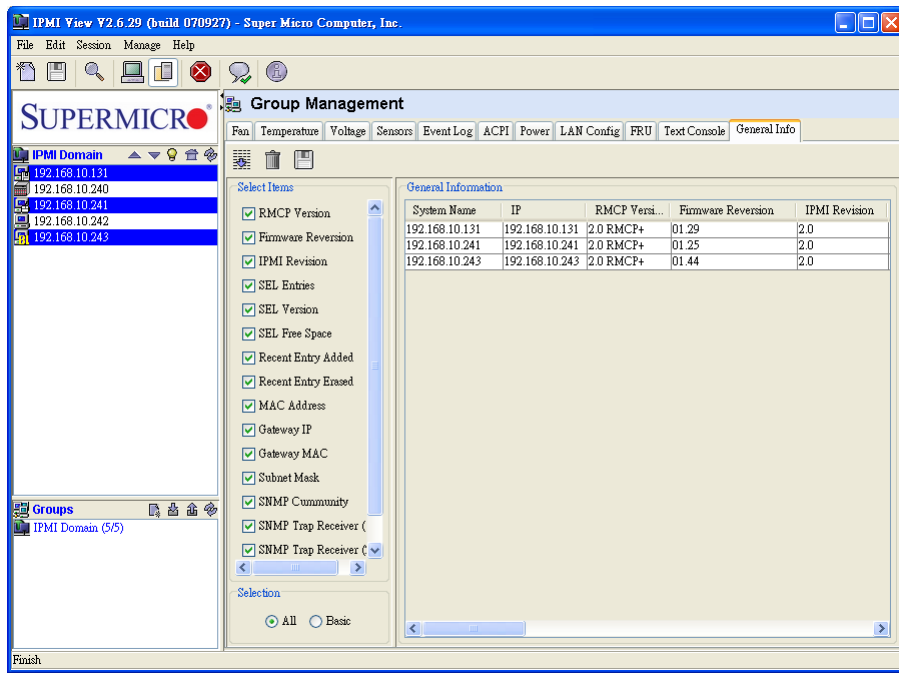 IPMI View V2.6.29 (build 070927) - Super Micro Computer, Inc.
File Edit Session Manage Help
SUPERMICRO
Group Management
Fan Temperature Voltage Sensors Event Log ACPI Power LAN Config FRU Text Console General Info
IPMI Domain
192.168.10.131
192.168.10.240
192.168.10.241
192.168.10.242
192.168.10.243
Groups
IPMI Domain (5/5)
Select Items
RMCP Version
Firmware Reversion
IPMI Revision
SEL Entries
SEL Version
SEL Free Space
Recent Entry Added
Recent Entry Erased
MAC Address
Gateway IP
Gateway MAC
Subnet Mask
SNMP Cummunity
SNMP Trap Receiver (
SNMP Trap Receiver (
Selection
All Basic
General Information
System Name IP RMCP Versi... Firmware Reversion IPMI Revision
192.168.10.131 192.168.10.131 2.0 RMCP+ 01.29 2.0
192.168.10.241 192.168.10.241 2.0 RMCP+ 01.25 2.0
192.168.10.243 192.168.10.243 2.0 RMCP+ 01.44 2.0
Finish